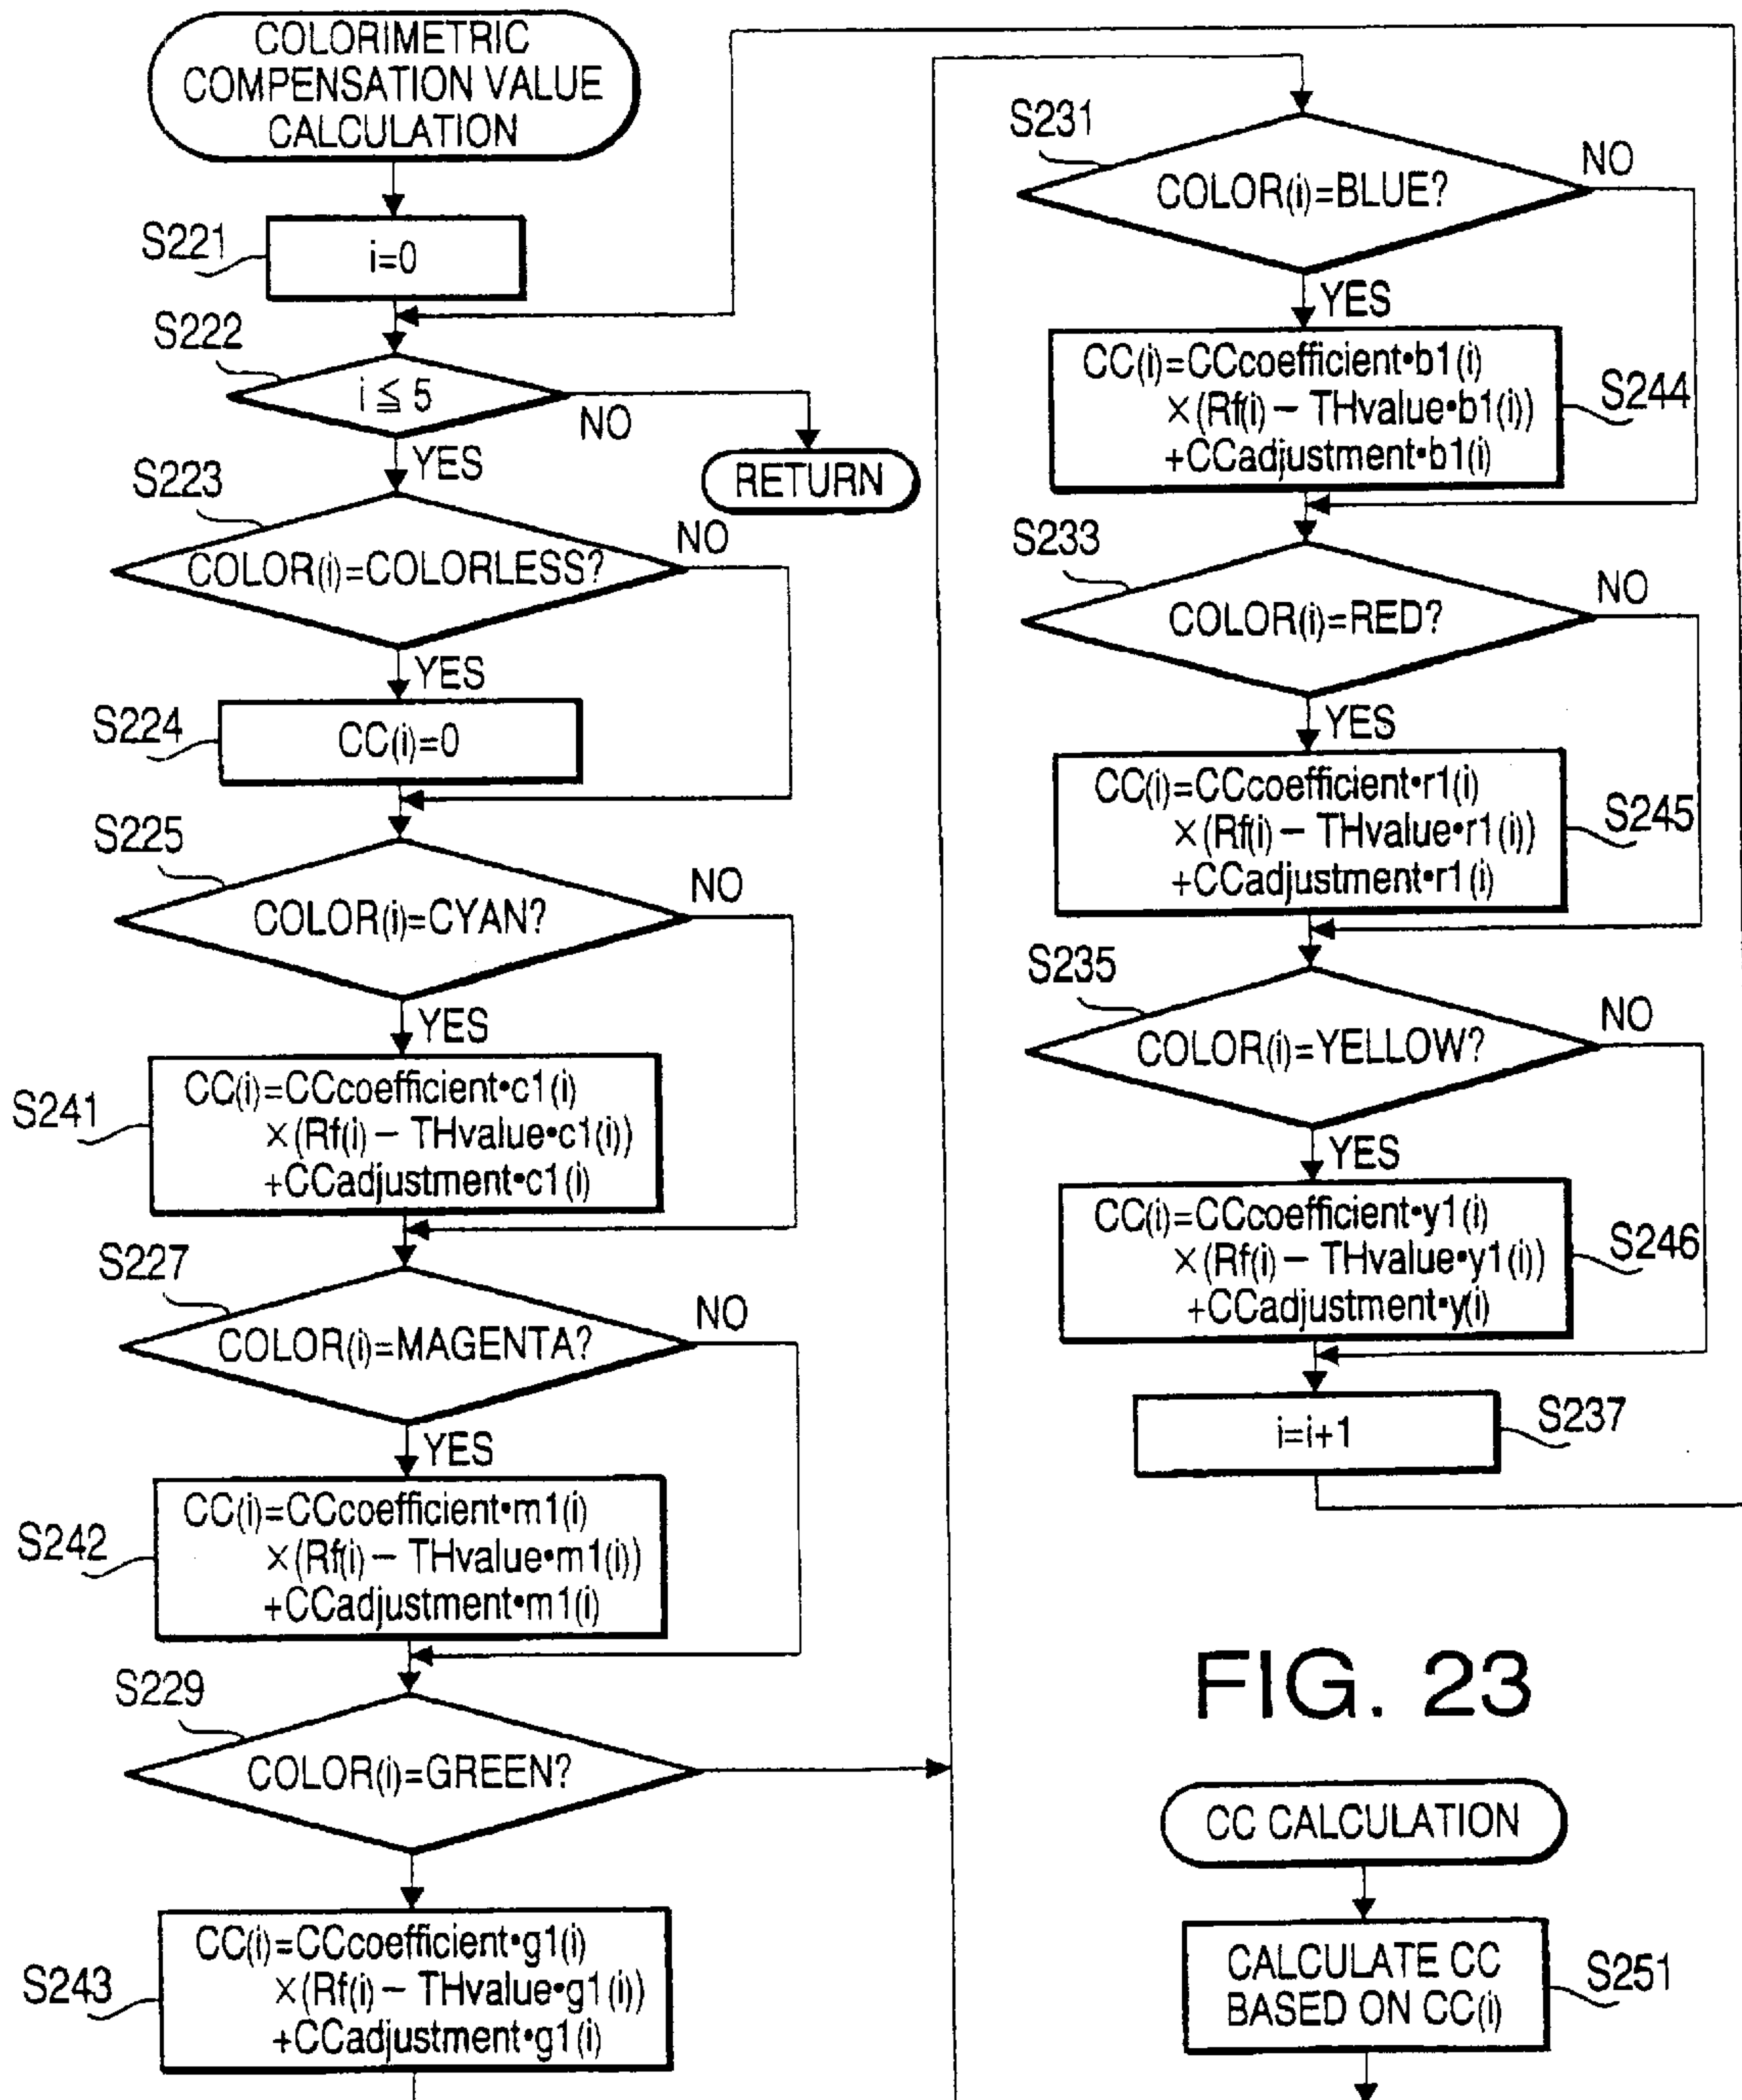 COLORIMETRIC
COMPENSATION VALUE
CALCULATION
S221
i=0
S222
i ≦ 5
NO
RETURN
YES
S223
COLOR(i)=COLORLESS?
NO
YES
S224
CC(i)=0
S225
COLOR(i)=CYAN?
NO
YES
S241
CC(i)=CCcoefficient•c1(i)
×(Rf(i) – THvalue•c1(i))
+CCadjustment•c1(i)
S227
COLOR(i)=MAGENTA?
NO
YES
S242
CC(i)=CCcoefficient•m1(i)
×(Rf(i) – THvalue•m1(i))
+CCadjustment•m1(i)
S229
COLOR(i)=GREEN?
S243
CC(i)=CCcoefficient•g1(i)
×(Rf(i) – THvalue•g1(i))
+CCadjustment•g1(i)
S231
COLOR(i)=BLUE?
NO
YES
CC(i)=CCcoefficient•b1(i)
×(Rf(i) – THvalue•b1(i))
+CCadjustment•b1(i)
S244
S233
COLOR(i)=RED?
NO
YES
CC(i)=CCcoefficient•r1(i)
×(Rf(i) – THvalue•r1(i))
+CCadjustment•r1(i)
S245
S235
COLOR(i)=YELLOW?
NO
YES
CC(i)=CCcoefficient•y1(i)
×(Rf(i) – THvalue•y1(i))
+CCadjustment•y(i)
S246
i=i+1
S237
FIG. 23
CC CALCULATION
CALCULATE CC
BASED ON CC(i)
S251